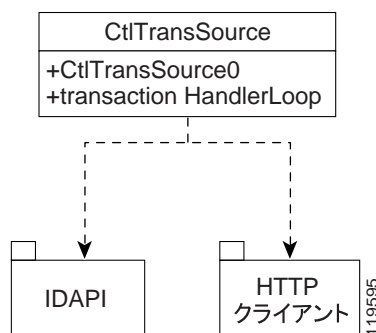 CtlTransSource
+CtlTransSource0
+transaction HandlerLoop
IDAPI
HTTP
クライアント
119595